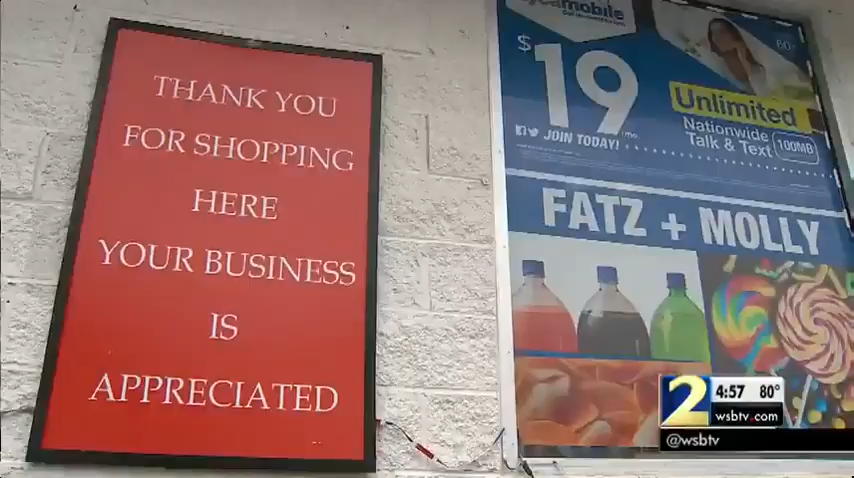 THANK YOU
FOR SHOPPING
HERE
YOUR BUSINESS
IS
APPRECIATED
$19
/mo.
JOIN TODAY!
Unlimited
Nationwide
Talk & Text
100MB
FATZ + MOLLY
2
4:57 80°
wsbtv.com
@wsbtv